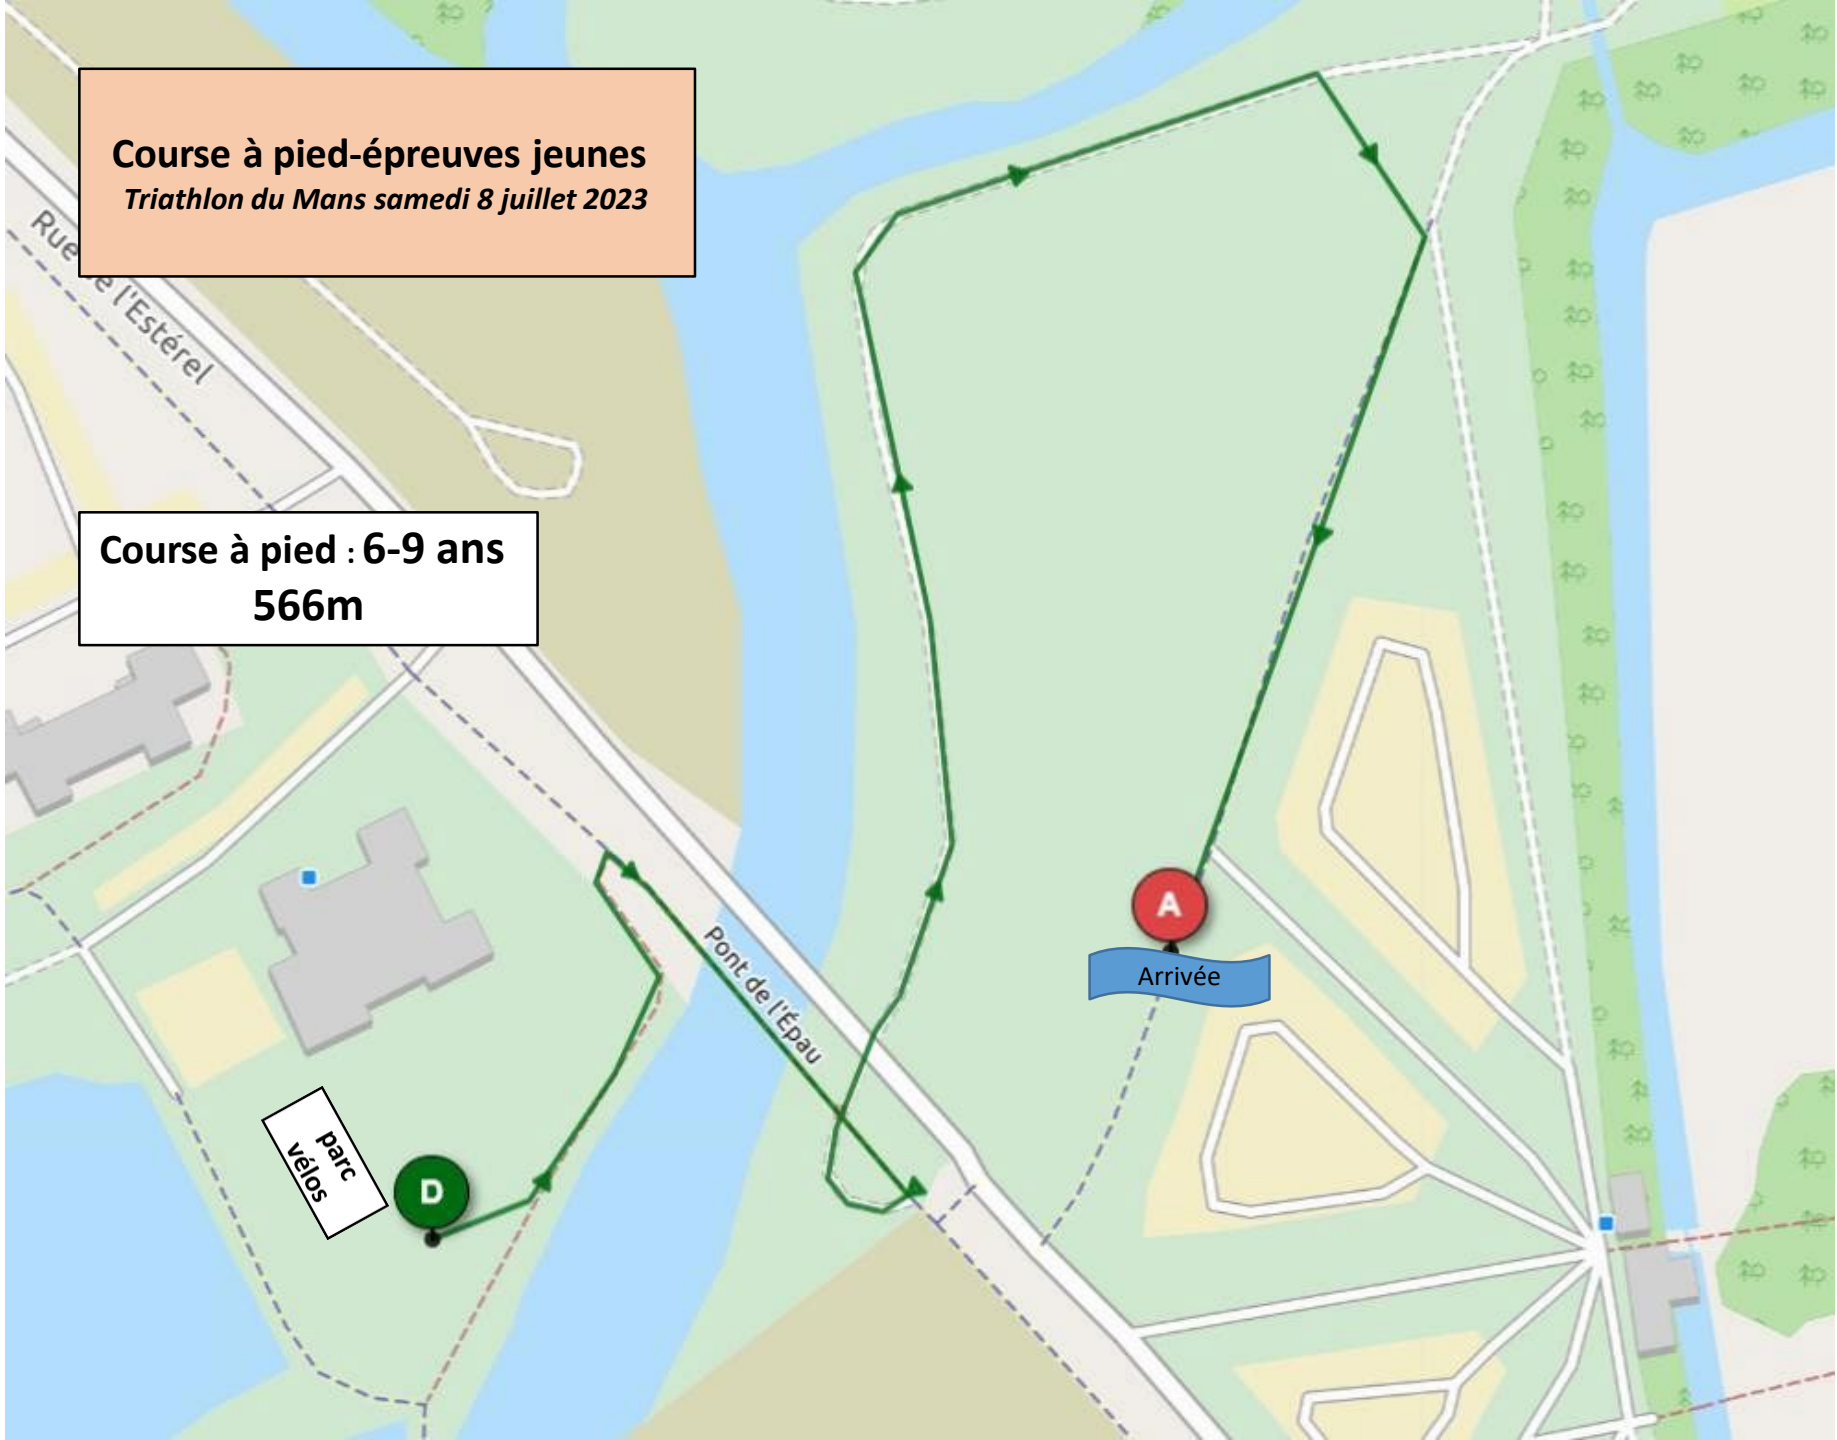 Course à pied-épreuves jeunes
Triathlon du Mans samedi 8 juillet 2023
Rue de l'Estérel
Course à pied : 6-9 ans
566m
Pont de l'Épau
A
Arrivée
parc
vélos
D